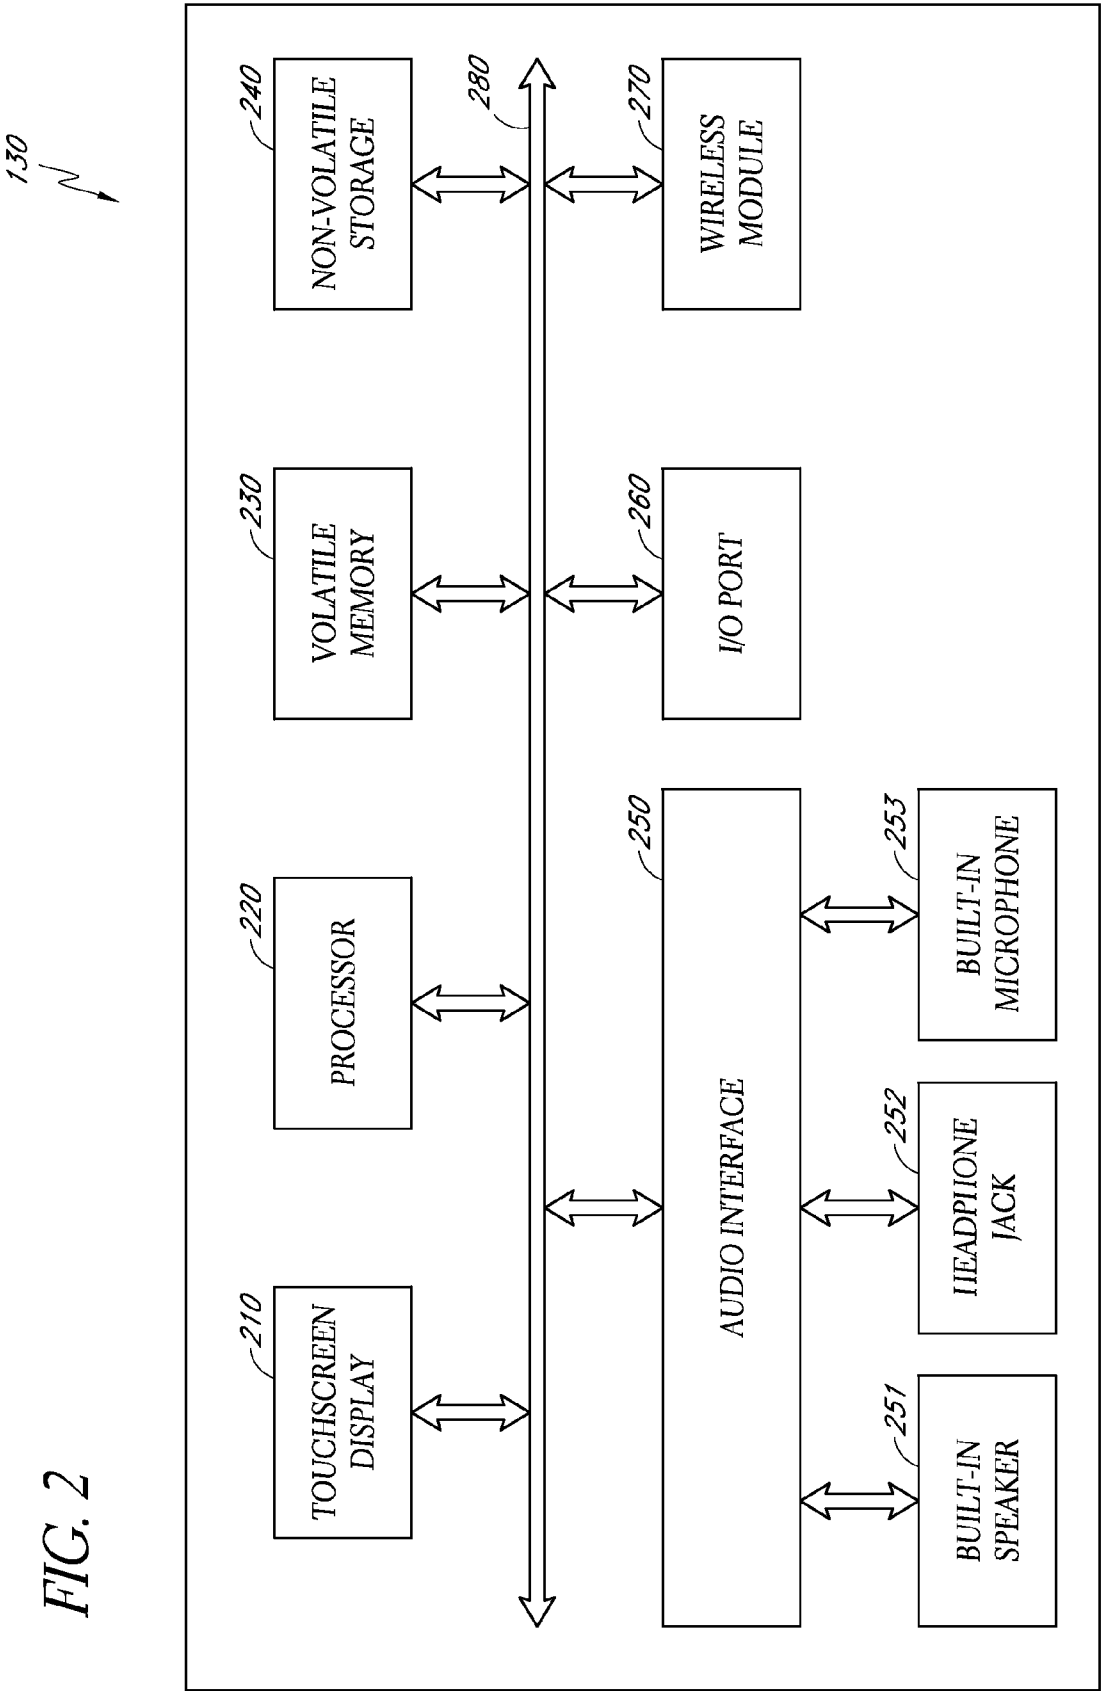 FIG. 2
130
210
TOUCHSCREEN
DISPLAY
220
PROCESSOR
230
VOLATILE
MEMORY
240
NON-VOLATILE
STORAGE
280
250
AUDIO INTERFACE
260
I/O PORT
270
WIRELESS
MODULE
251
BUILT-IN
SPEAKER
252
HEADPHONE
JACK
253
BUILT-IN
MICROPHONE